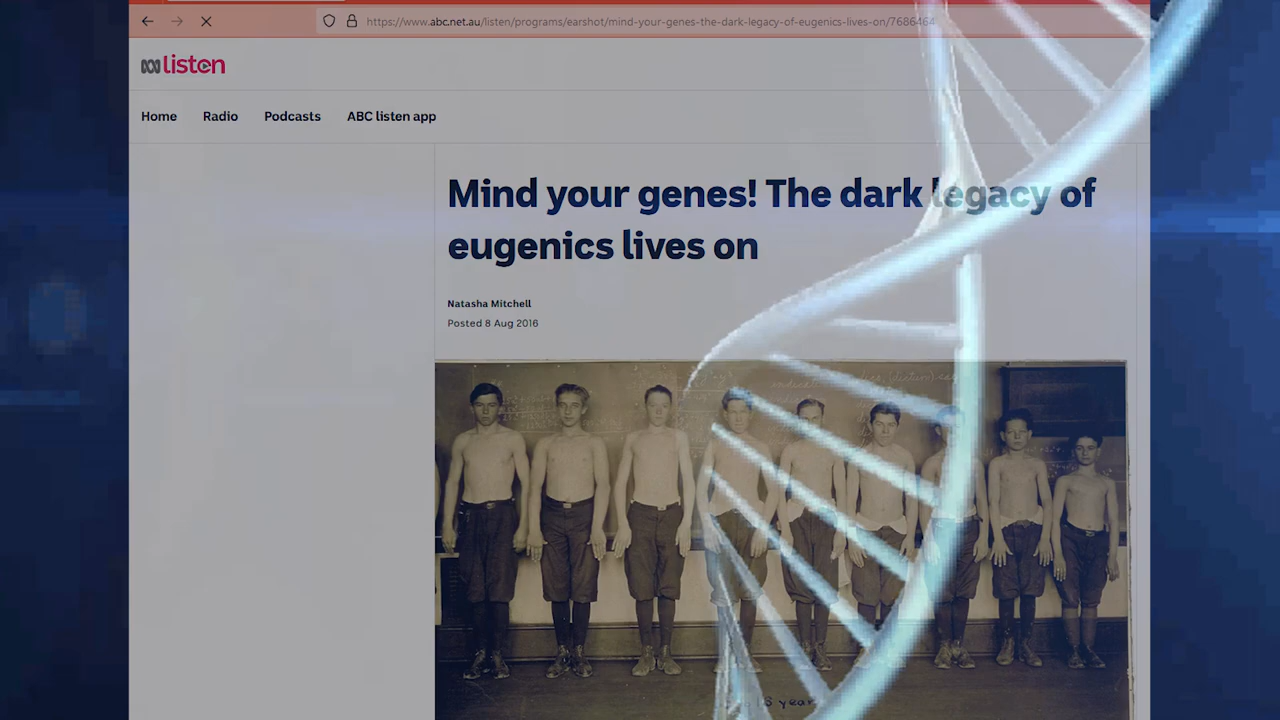 https://www.abc.net.au/listen/programs/earshot/mind-your-genes-the-dark-legacy-of-eugenics-lives-on/7686464
listen
Home Radio Podcasts ABC listen app
Mind your genes! The dark legacy of
eugenics lives on
Natasha Mitchell
Posted 8 Aug 2016